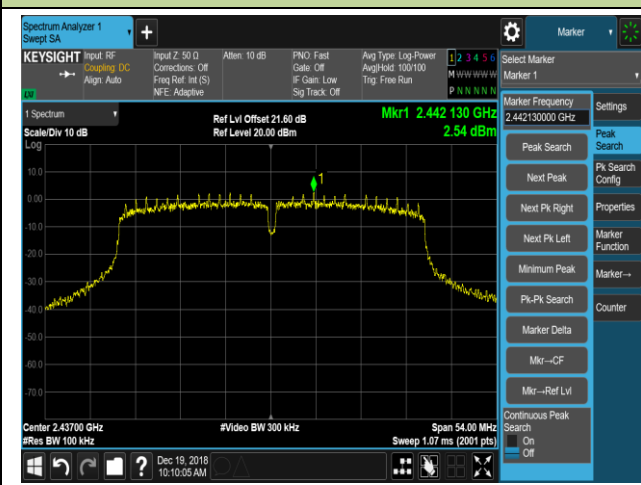 Spectrum Analyzer 1
Swept SA
+
Marker
KEYSIGHT
Input: RF
Coupling: DC
Align: Auto
Input Z: 50 Ω
Corrections: Off
Freq Ref: Int (S)
NFE: Adaptive
Atten: 10 dB
PNO: Fast
Gate: Off
IF Gain: Low
Sig Track: Off
Avg Type: Log-Power
Avg|Hold: 100/100
Trig: Free Run
1 2 3 4 5 6
M W W W W W
P N N N N N
LXI
Select Marker
Marker 1
1 Spectrum
Scale/Div 10 dB
Log
Ref Lvl Offset 21.60 dB
Ref Level 20.00 dBm
Mkr1 2.442 130 GHz
2.54 dBm
10.0
0.00
-10.0
-20.0
-30.0
-40.0
-50.0
-60.0
-70.0
1
Center 2.43700 GHz
#Res BW 100 kHz
#Video BW 300 kHz
Span 54.00 MHz
Sweep 1.07 ms (2001 pts)
Marker Frequency
2.442130000 GHz
Peak Search
Next Peak
Next Pk Right
Next Pk Left
Minimum Peak
Pk-Pk Search
Marker Delta
Mkr→CF
Mkr→Ref Lvl
Continuous Peak
Search
On
Off
Settings
Peak
Search
Pk Search
Config
Properties
Marker
Function
Marker→
Counter
?
Dec 19, 2018
10:10:05 AM